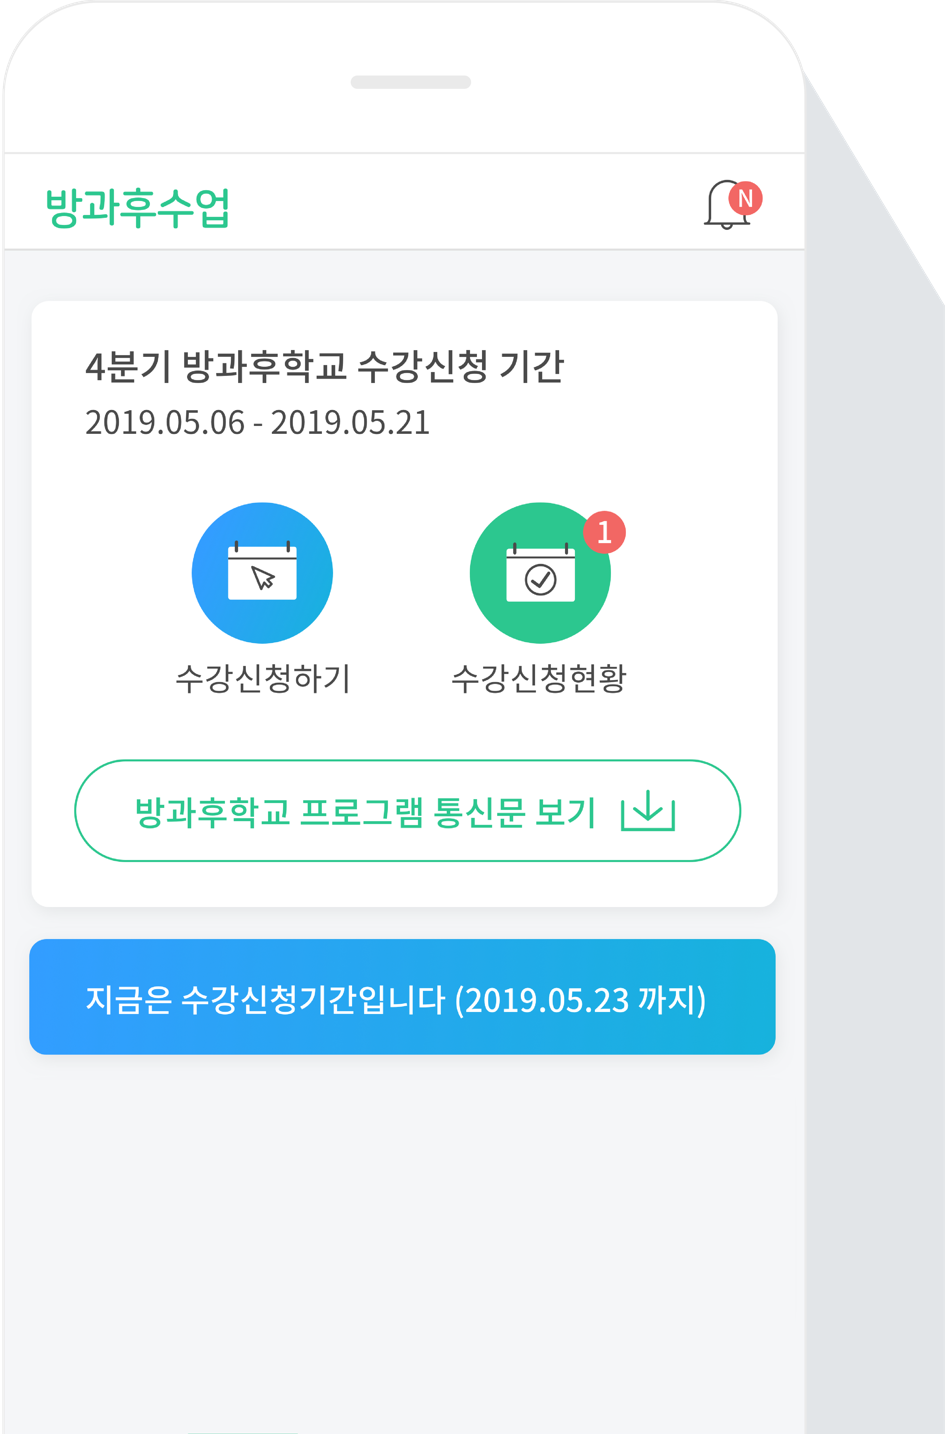 방과후수업
N
4분기 방과후학교 수강신청 기간
2019.05.06 - 2019.05.21
1
수강신청하기
수강신청현황
방과후학교 프로그램 통신문 보기
지금은 수강신청기간입니다 (2019.05.23 까지)